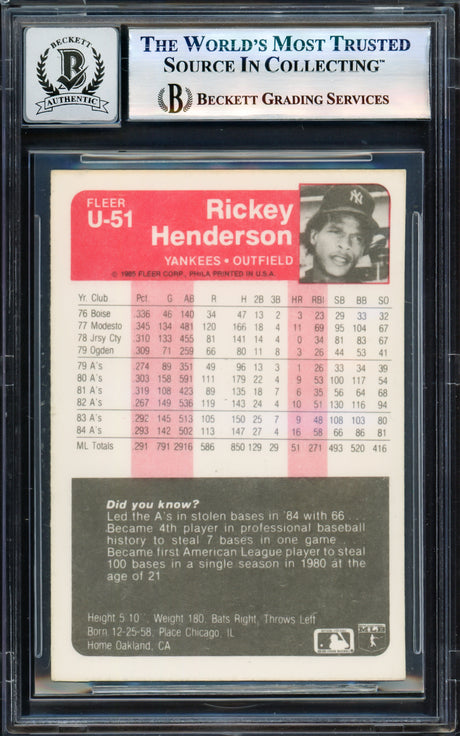 BECKETT
B
AUTHENTIC
THE WORLD'S MOST TRUSTED
SOURCE IN COLLECTING™
B BECKETT GRADING SERVICES
FLEER
U-51
Rickey
Henderson
YANKEES • OUTFIELD
© 1985 FLEER CORP., PHILA PRINTED IN U.S.A.
NY
Yr. Club Pct. G AB R H 2B 3B HR RBI SB BB SO
76 Boise .336 46 140 34 47 13 2 3 23 29 33 32
77 Modesto .345 134 481 120 166 18 4 11 69 95 104 67
78 Jrsy Cty .310 133 455 81 141 14 4 0 34 81 83 67
79 Ogden .309 71 259 66 80 11 8 3 26 44 53 41
79 A's .274 89 351 49 96 13 3 1 26 33 34 39
80 A's .303 158 591 111 179 22 4 9 53 100 117 54
81 A's .319 108 423 89 135 18 7 6 35 56 64 68
82 A's .267 149 536 119 143 24 4 10 51 130 116 94
83 A's .292 145 513 105 150 25 7 9 48 108 103 80
84 A's .293 142 502 113 147 27 4 16 58 66 86 81
ML Totals .291 791 2916 586 850 129 29 51 271 493 520 416
Did you know?
Led the A's in stolen bases in '84 with 66 ...
Became 4th player in professional baseball
history to steal 7 bases in one game ...
Became first American League player to steal
100 bases in a single season in 1980 at the
age of 21
Height 5'10", Weight 180, Bats Right, Throws Left
Born 12-25-58, Place Chicago, IL
Home Oakland, CA
MLB